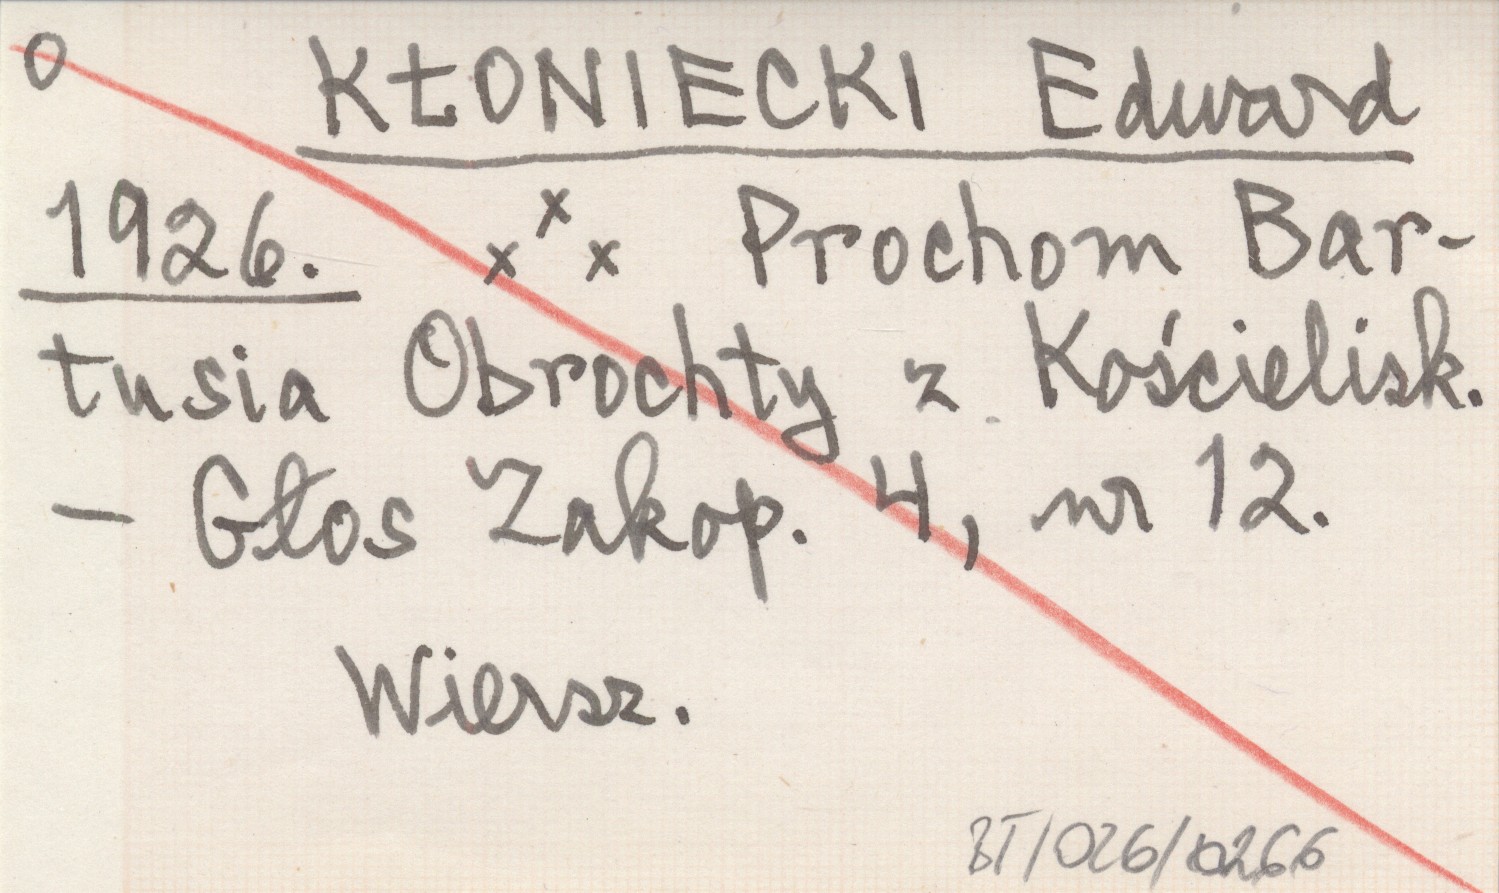 O KŁONIECKI Edward
1926. x x x Prochom Bar-
tusia Obrochty z Kościelisk.
- Głos Zakop. 4, nr 12.
Wiersz.
BT/026/0266